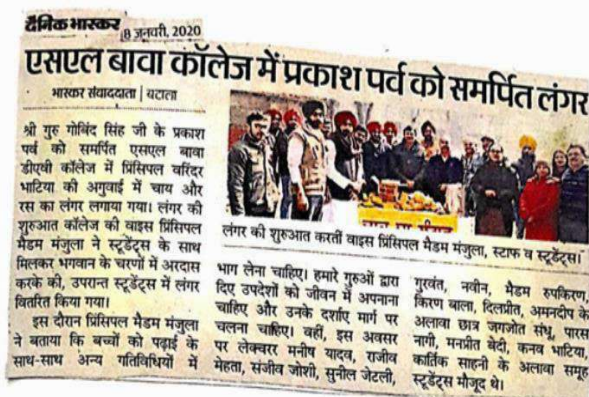 दैनिक भास्कर
8 जनवरी, 2020
एसएल बावा कॉलेज में प्रकाश पर्व को समर्पित लंगर
भास्कर संवाददाता | बटाला
श्री गुरु गोबिंद सिंह जी के प्रकाश
पर्व को समर्पित एसएल बावा
डीएवी कॉलेज में प्रिंसिपल वरिंदर
भाटिया की अगुवाई में चाय और
रस का लंगर लगाया गया। लंगर की
शुरुआत कॉलेज की वाइस प्रिंसिपल
मैडम मंजुला ने स्टूडेंट्स के साथ
मिलकर भगवान के चरणों में अरदास
करके की, उपरान्त स्टूडेंट्स में लंगर
वितरित किया गया।
इस दौरान प्रिंसिपल मैडम मंजुला
ने बताया कि बच्चों को पढ़ाई के
साथ-साथ अन्य गतिविधियों में
लंगर की शुरुआत करतीं वाइस प्रिंसिपल मैडम मंजुला, स्टाफ व स्टूडेंट्स।
भाग लेना चाहिए। हमारे गुरुओं द्वारा
दिए उपदेशों को जीवन में अपनाना
चाहिए और उनके दर्शाए मार्ग पर
चलना चाहिए। वहीं, इस अवसर
पर लेक्चरर मनीष यादव, राजीव
मेहता, संजीव जोशी, सुनील जेटली,
गुरवंत, नवीन, मैडम रुपकिरण,
किरण बाला, दिलप्रीत, अमनदीप के
अलावा छात्र जगजोत संधू, पारस
नागी, मनप्रीत बेदी, कनव भाटिया,
कार्तिक साहनी के अलावा समूह
स्टूडेंट्स मौजूद थे।